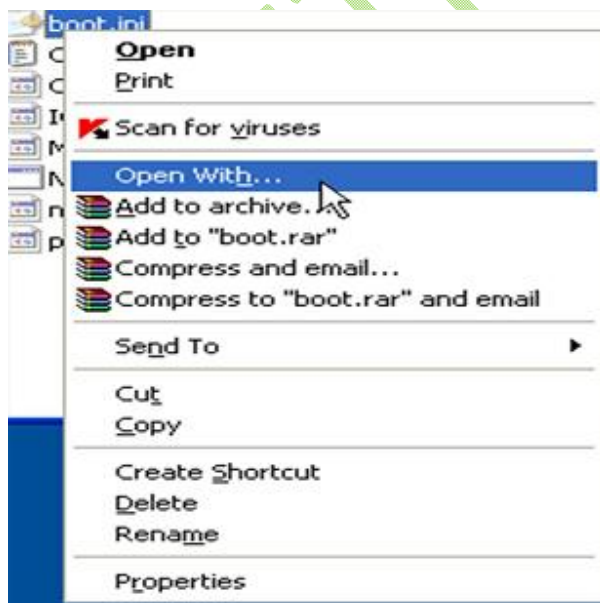 boot.ini
Open
Print
Scan for viruses
Open With...
Add to archive...
Add to "boot.rar"
Compress and email...
Compress to "boot.rar" and email
Send To
Cut
Copy
Create Shortcut
Delete
Rename
Properties